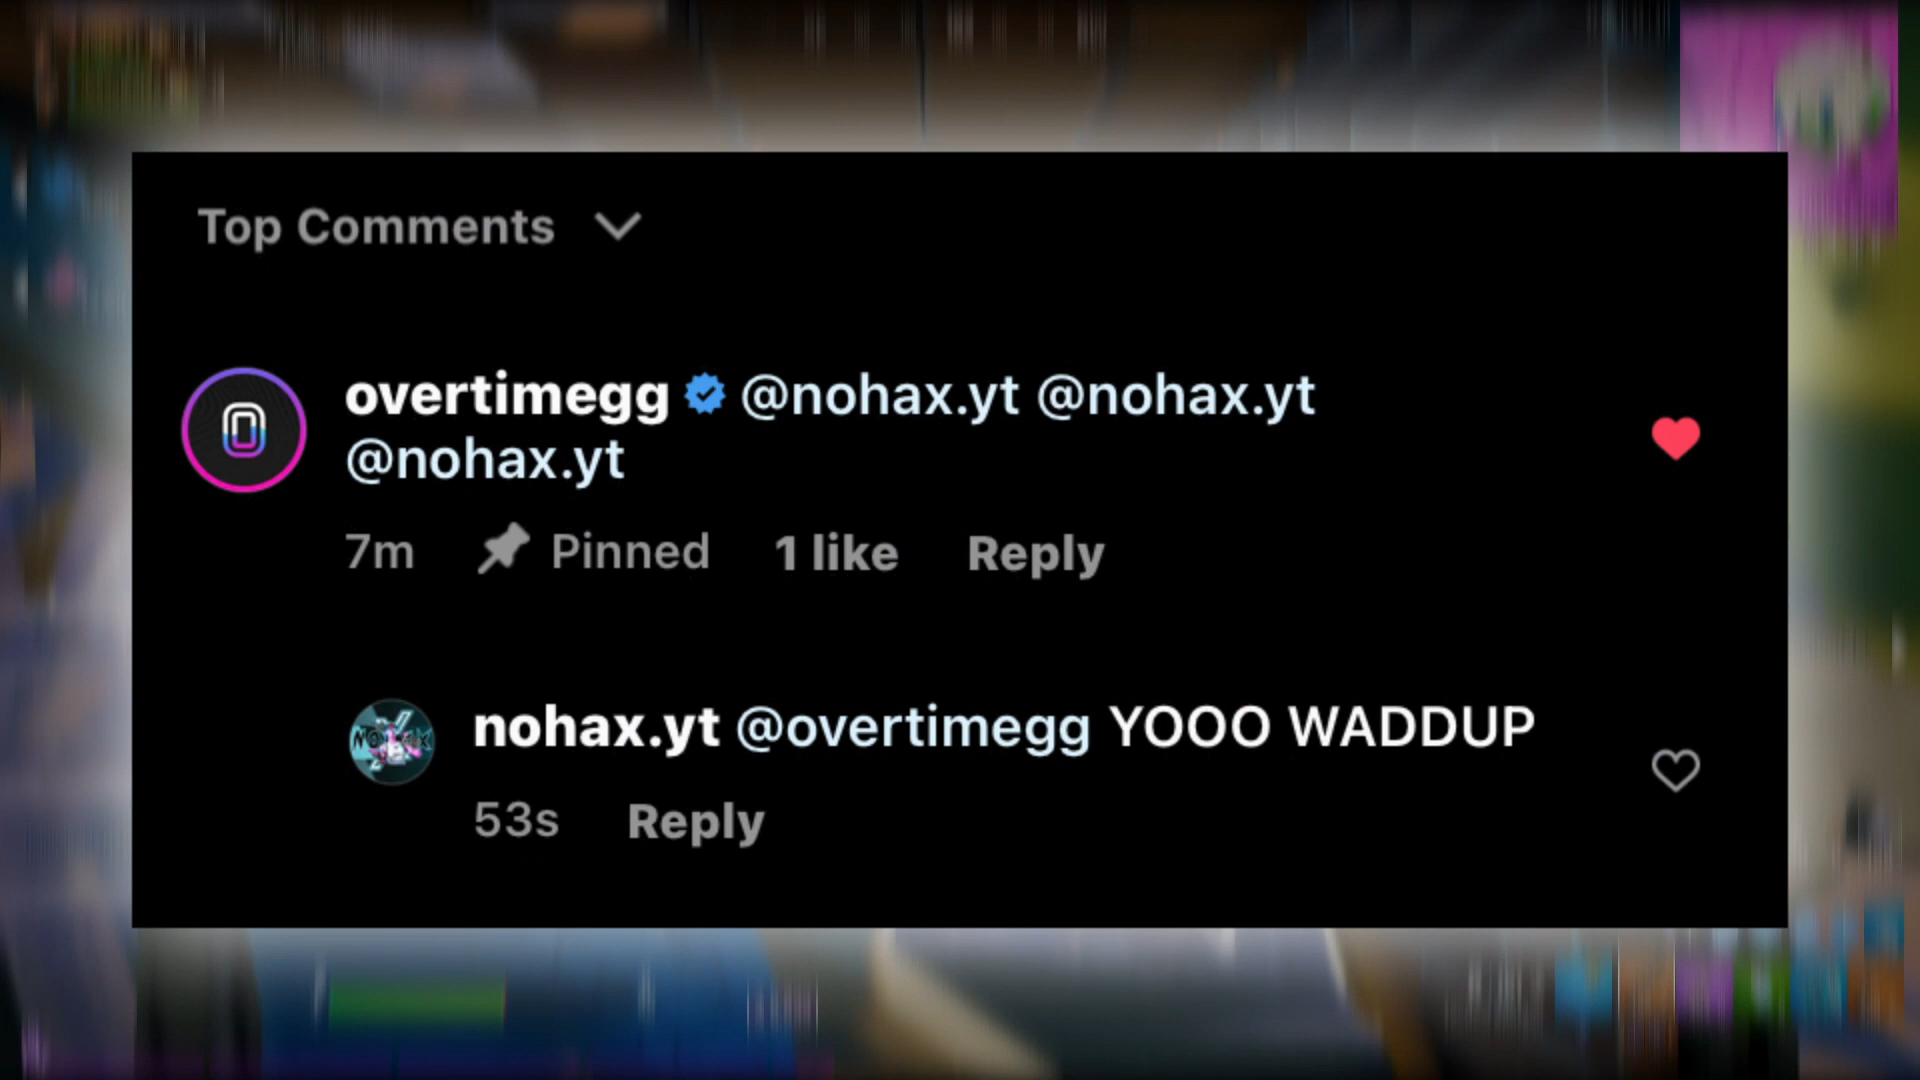 Top Comments
overtimegg @nohax.yt @nohax.yt
@nohax.yt
7m Pinned 1 like Reply
nohax.yt @overtimegg YOOO WADDUP
53s Reply